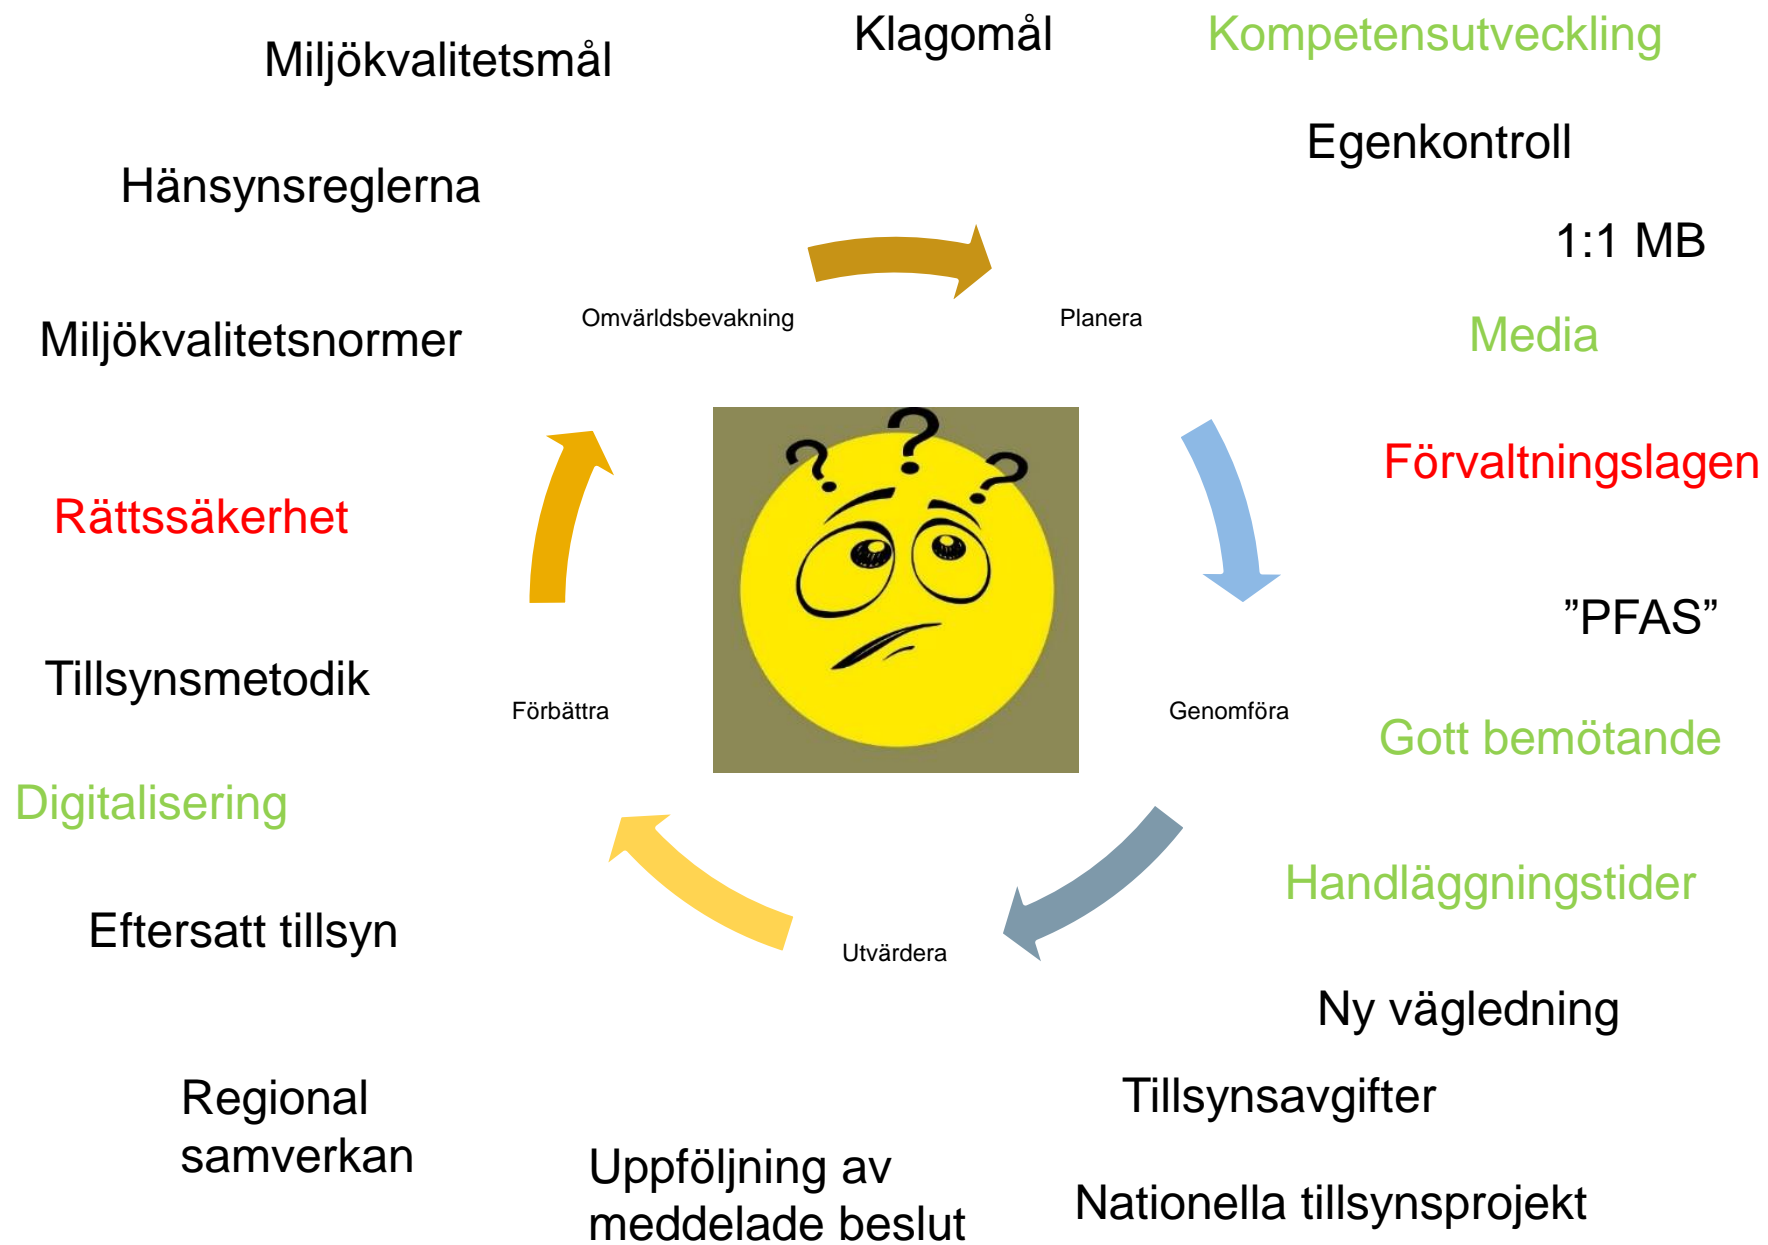 Klagomål
Kompetensutveckling
Miljökvalitetsmål
Egenkontroll
Hänsynsreglerna
1:1 MB
Omvärldsbevakning
Planera
Miljökvalitetsnormer
Media
? ? ?
Förvaltningslagen
Rättssäkerhet
”PFAS”
Tillsynsmetodik
Förbättra
Genomföra
Gott bemötande
Digitalisering
Handläggningstider
Eftersatt tillsyn
Utvärdera
Ny vägledning
Regional
samverkan
Tillsynsavgifter
Uppföljning av
meddelade beslut
Nationella tillsynsprojekt